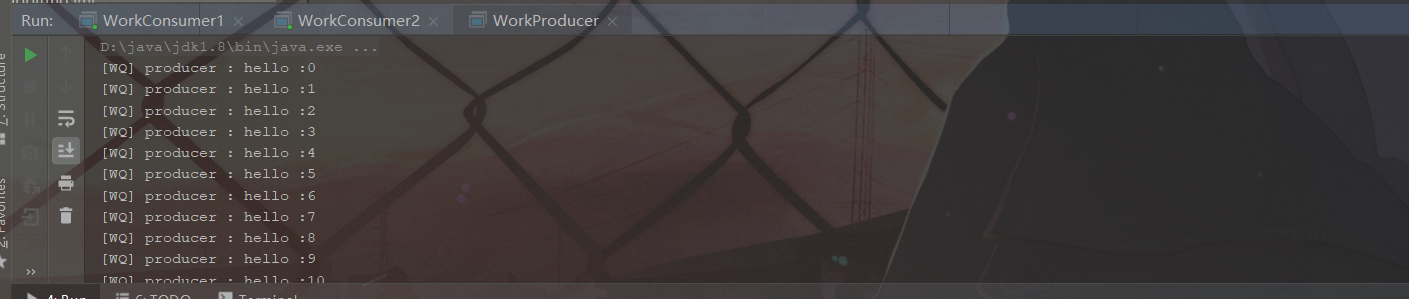 Run: WorkConsumer1 × WorkConsumer2 × WorkProducer ×
D:\java\jdk1.8\bin\java.exe ...
[WQ] producer : hello :0
[WQ] producer : hello :1
[WQ] producer : hello :2
[WQ] producer : hello :3
[WQ] producer : hello :4
[WQ] producer : hello :5
[WQ] producer : hello :6
[WQ] producer : hello :7
[WQ] producer : hello :8
[WQ] producer : hello :9
[WQ] producer : hello :10
7: Structure
2: Favorites
4: Run 6: TODO Terminal